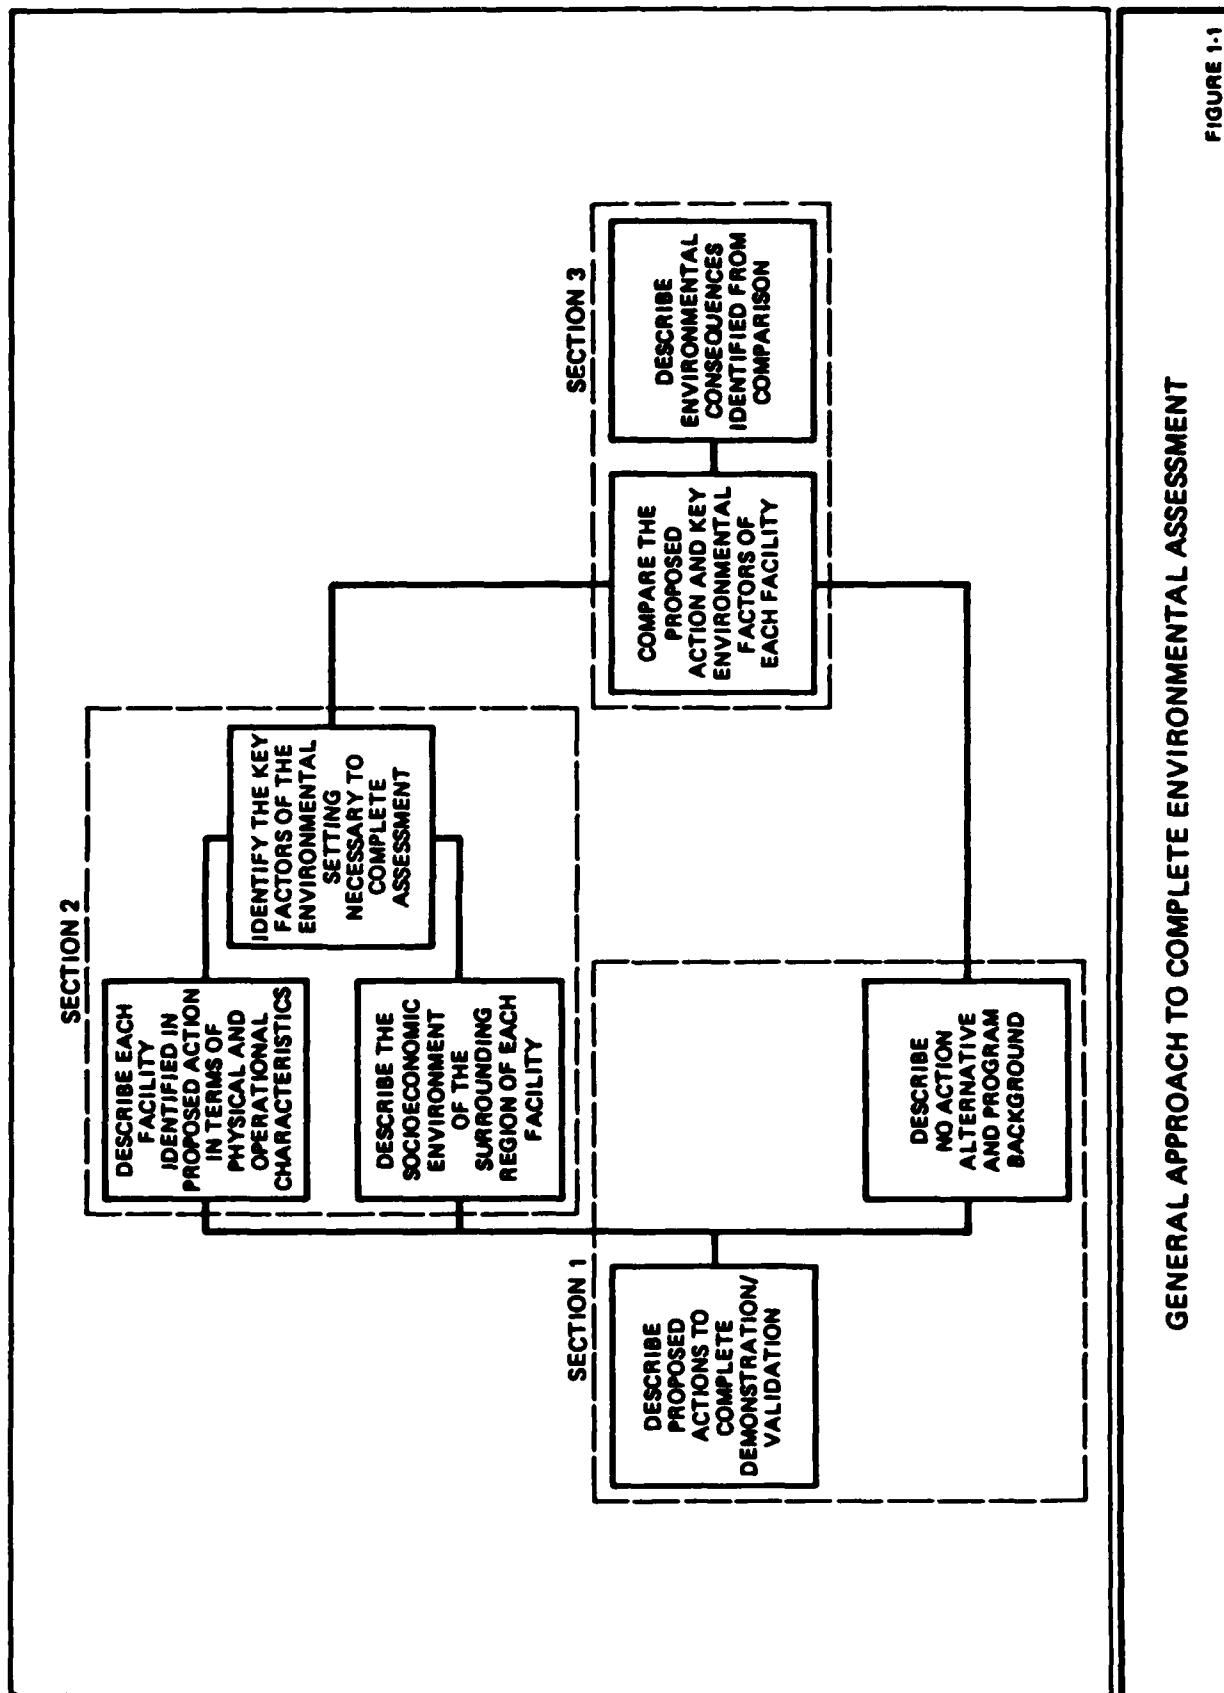 SECTION 2
DESCRIBE EACH
FACILITY
IDENTIFIED IN
PROPOSED ACTION
IN TERMS OF
PHYSICAL AND
OPERATIONAL
CHARACTERISTICS
DESCRIBE THE
SOCIOECONOMIC
ENVIRONMENT
OF THE
SURROUNDING
REGION OF EACH
FACILITY
IDENTIFY THE KEY
FACTORS OF THE
ENVIRONMENTAL
SETTING
NECESSARY TO
COMPLETE
ASSESSMENT
SECTION 1
DESCRIBE
PROPOSED
ACTIONS TO
COMPLETE
DEMONSTRATION/
VALIDATION
DESCRIBE
NO ACTION
ALTERNATIVE
AND PROGRAM
BACKGROUND
SECTION 3
COMPARE THE
PROPOSED
ACTION AND KEY
ENVIRONMENTAL
FACTORS OF
EACH FACILITY
DESCRIBE
ENVIRONMENTAL
CONSEQUENCES
IDENTIFIED FROM
COMPARISON
GENERAL APPROACH TO COMPLETE ENVIRONMENTAL ASSESSMENT
FIGURE 1-1